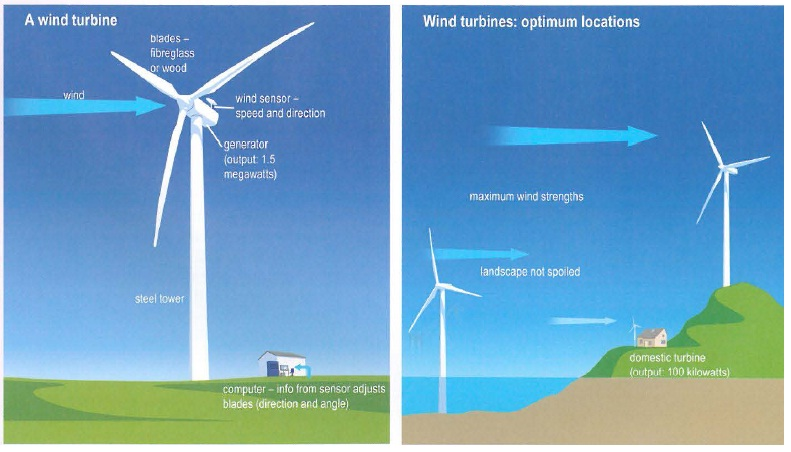 A wind turbine
blades –
fibreglass
or wood
wind
wind sensor –
speed and direction
generator
(output: 1.5
megawatts)
steel tower
computer – info from sensor adjusts
blades (direction and angle)
Wind turbines: optimum locations
maximum wind strengths
landscape not spoiled
domestic turbine
(output: 100 kilowatts)